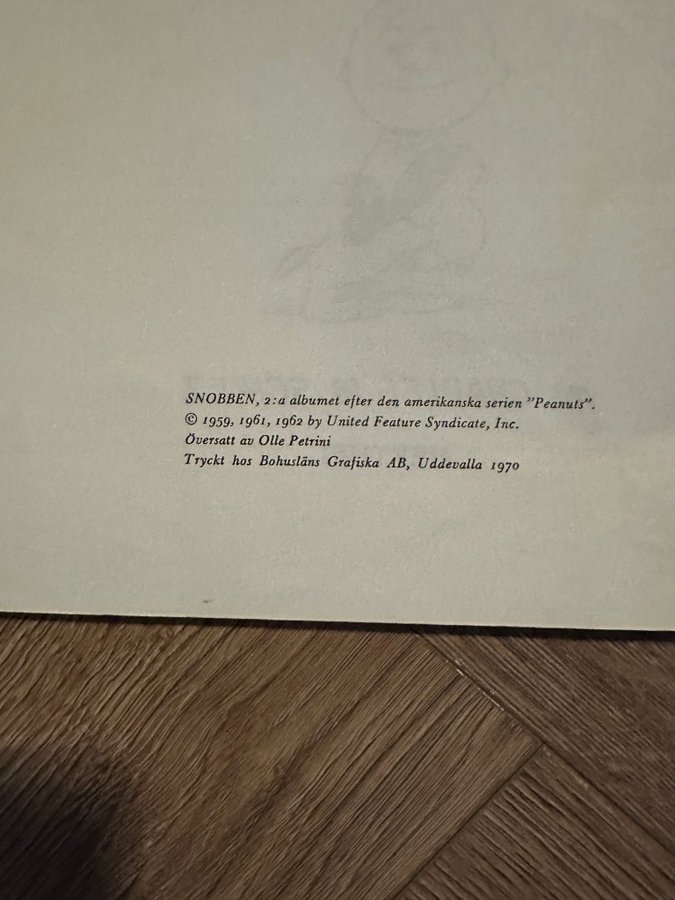 SNOBBEN, 2:a albumet efter den amerikanska serien ”Peanuts”.
© 1959, 1961, 1962 by United Feature Syndicate, Inc.
Översatt av Olle Petrini
Tryckt hos Bohusläns Grafiska AB, Uddevalla 1970